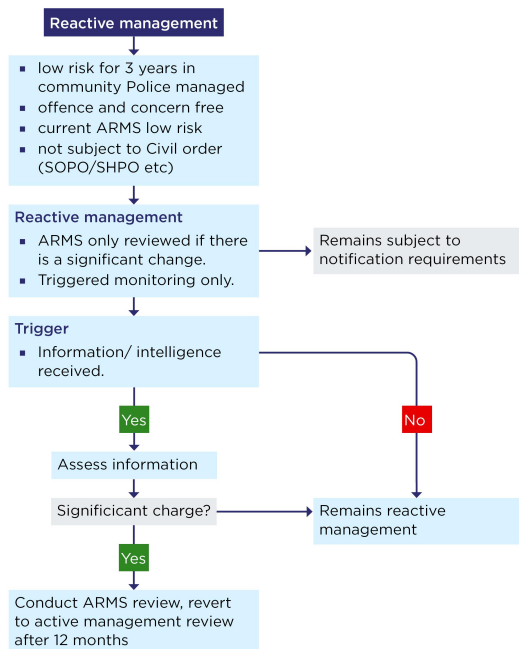 Reactive management
▪ low risk for 3 years in
community Police managed
▪ offence and concern free
▪ current ARMS low risk
▪ not subject to Civil order
(SOPO/SHPO etc)
Reactive management
▪ ARMS only reviewed if there
is a significant change.
▪ Triggered monitoring only.
Remains subject to
notification requirements
Trigger
▪ Information/ intelligence
received.
Yes
No
Assess information
Significicant charge?
Remains reactive
management
Yes
Conduct ARMS review, revert
to active management review
after 12 months